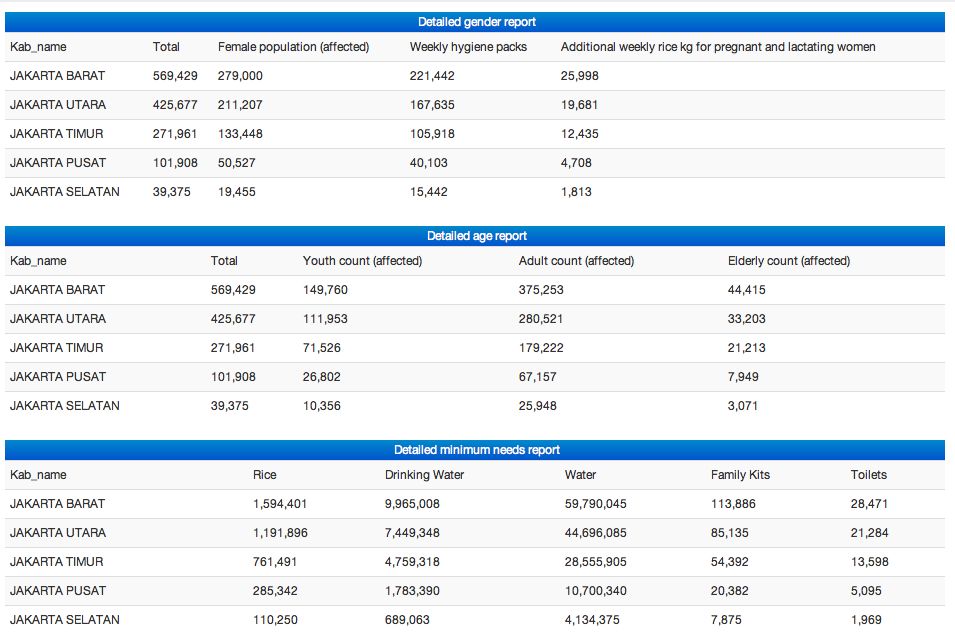 Detailed gender report
Kab_name Total Female population (affected) Weekly hygiene packs Additional weekly rice kg for pregnant and lactating women
JAKARTA BARAT 569,429 279,000 221,442 25,998
JAKARTA UTARA 425,677 211,207 167,635 19,681
JAKARTA TIMUR 271,961 133,448 105,918 12,435
JAKARTA PUSAT 101,908 50,527 40,103 4,708
JAKARTA SELATAN 39,375 19,455 15,442 1,813
Detailed age report
Kab_name Total Youth count (affected) Adult count (affected) Elderly count (affected)
JAKARTA BARAT 569,429 149,760 375,253 44,415
JAKARTA UTARA 425,677 111,953 280,521 33,203
JAKARTA TIMUR 271,961 71,526 179,222 21,213
JAKARTA PUSAT 101,908 26,802 67,157 7,949
JAKARTA SELATAN 39,375 10,356 25,948 3,071
Detailed minimum needs report
Kab_name Rice Drinking Water Water Family Kits Toilets
JAKARTA BARAT 1,594,401 9,965,008 59,790,045 113,886 28,471
JAKARTA UTARA 1,191,896 7,449,348 44,696,085 85,135 21,284
JAKARTA TIMUR 761,491 4,759,318 28,555,905 54,392 13,598
JAKARTA PUSAT 285,342 1,783,390 10,700,340 20,382 5,095
JAKARTA SELATAN 110,250 689,063 4,134,375 7,875 1,969